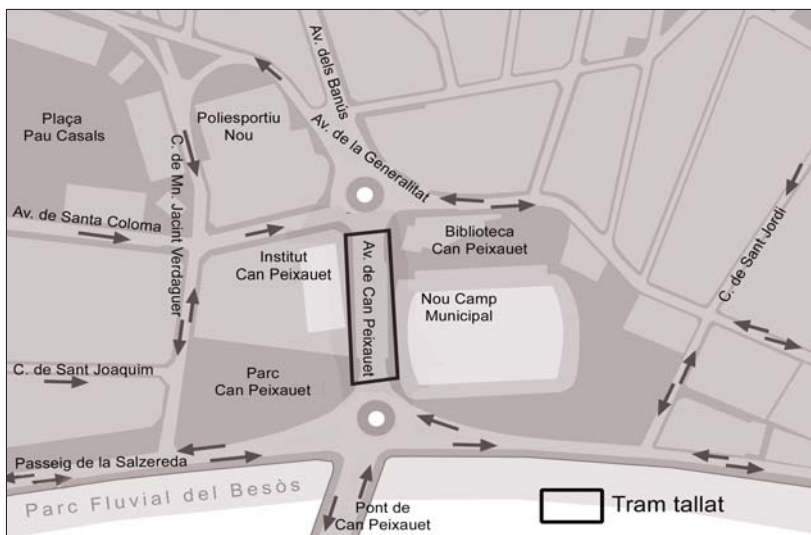 Av. dels Banús
Plaça
Pau Casals
Poliesportiu
Nou
C. de Mn. Jacint Verdaguer
Av. de la Generalitat
Av. de Santa Coloma
Biblioteca
Can Peixauet
C. de Sant Jordi
Institut
Can Peixauet
Av. de Can Peixauet
Nou Camp
Municipal
C. de Sant Joaquim
Parc
Can Peixauet
Passeig de la Salzereda
Parc Fluvial del Besòs
Pont de
Can Peixauet
Tram tallat